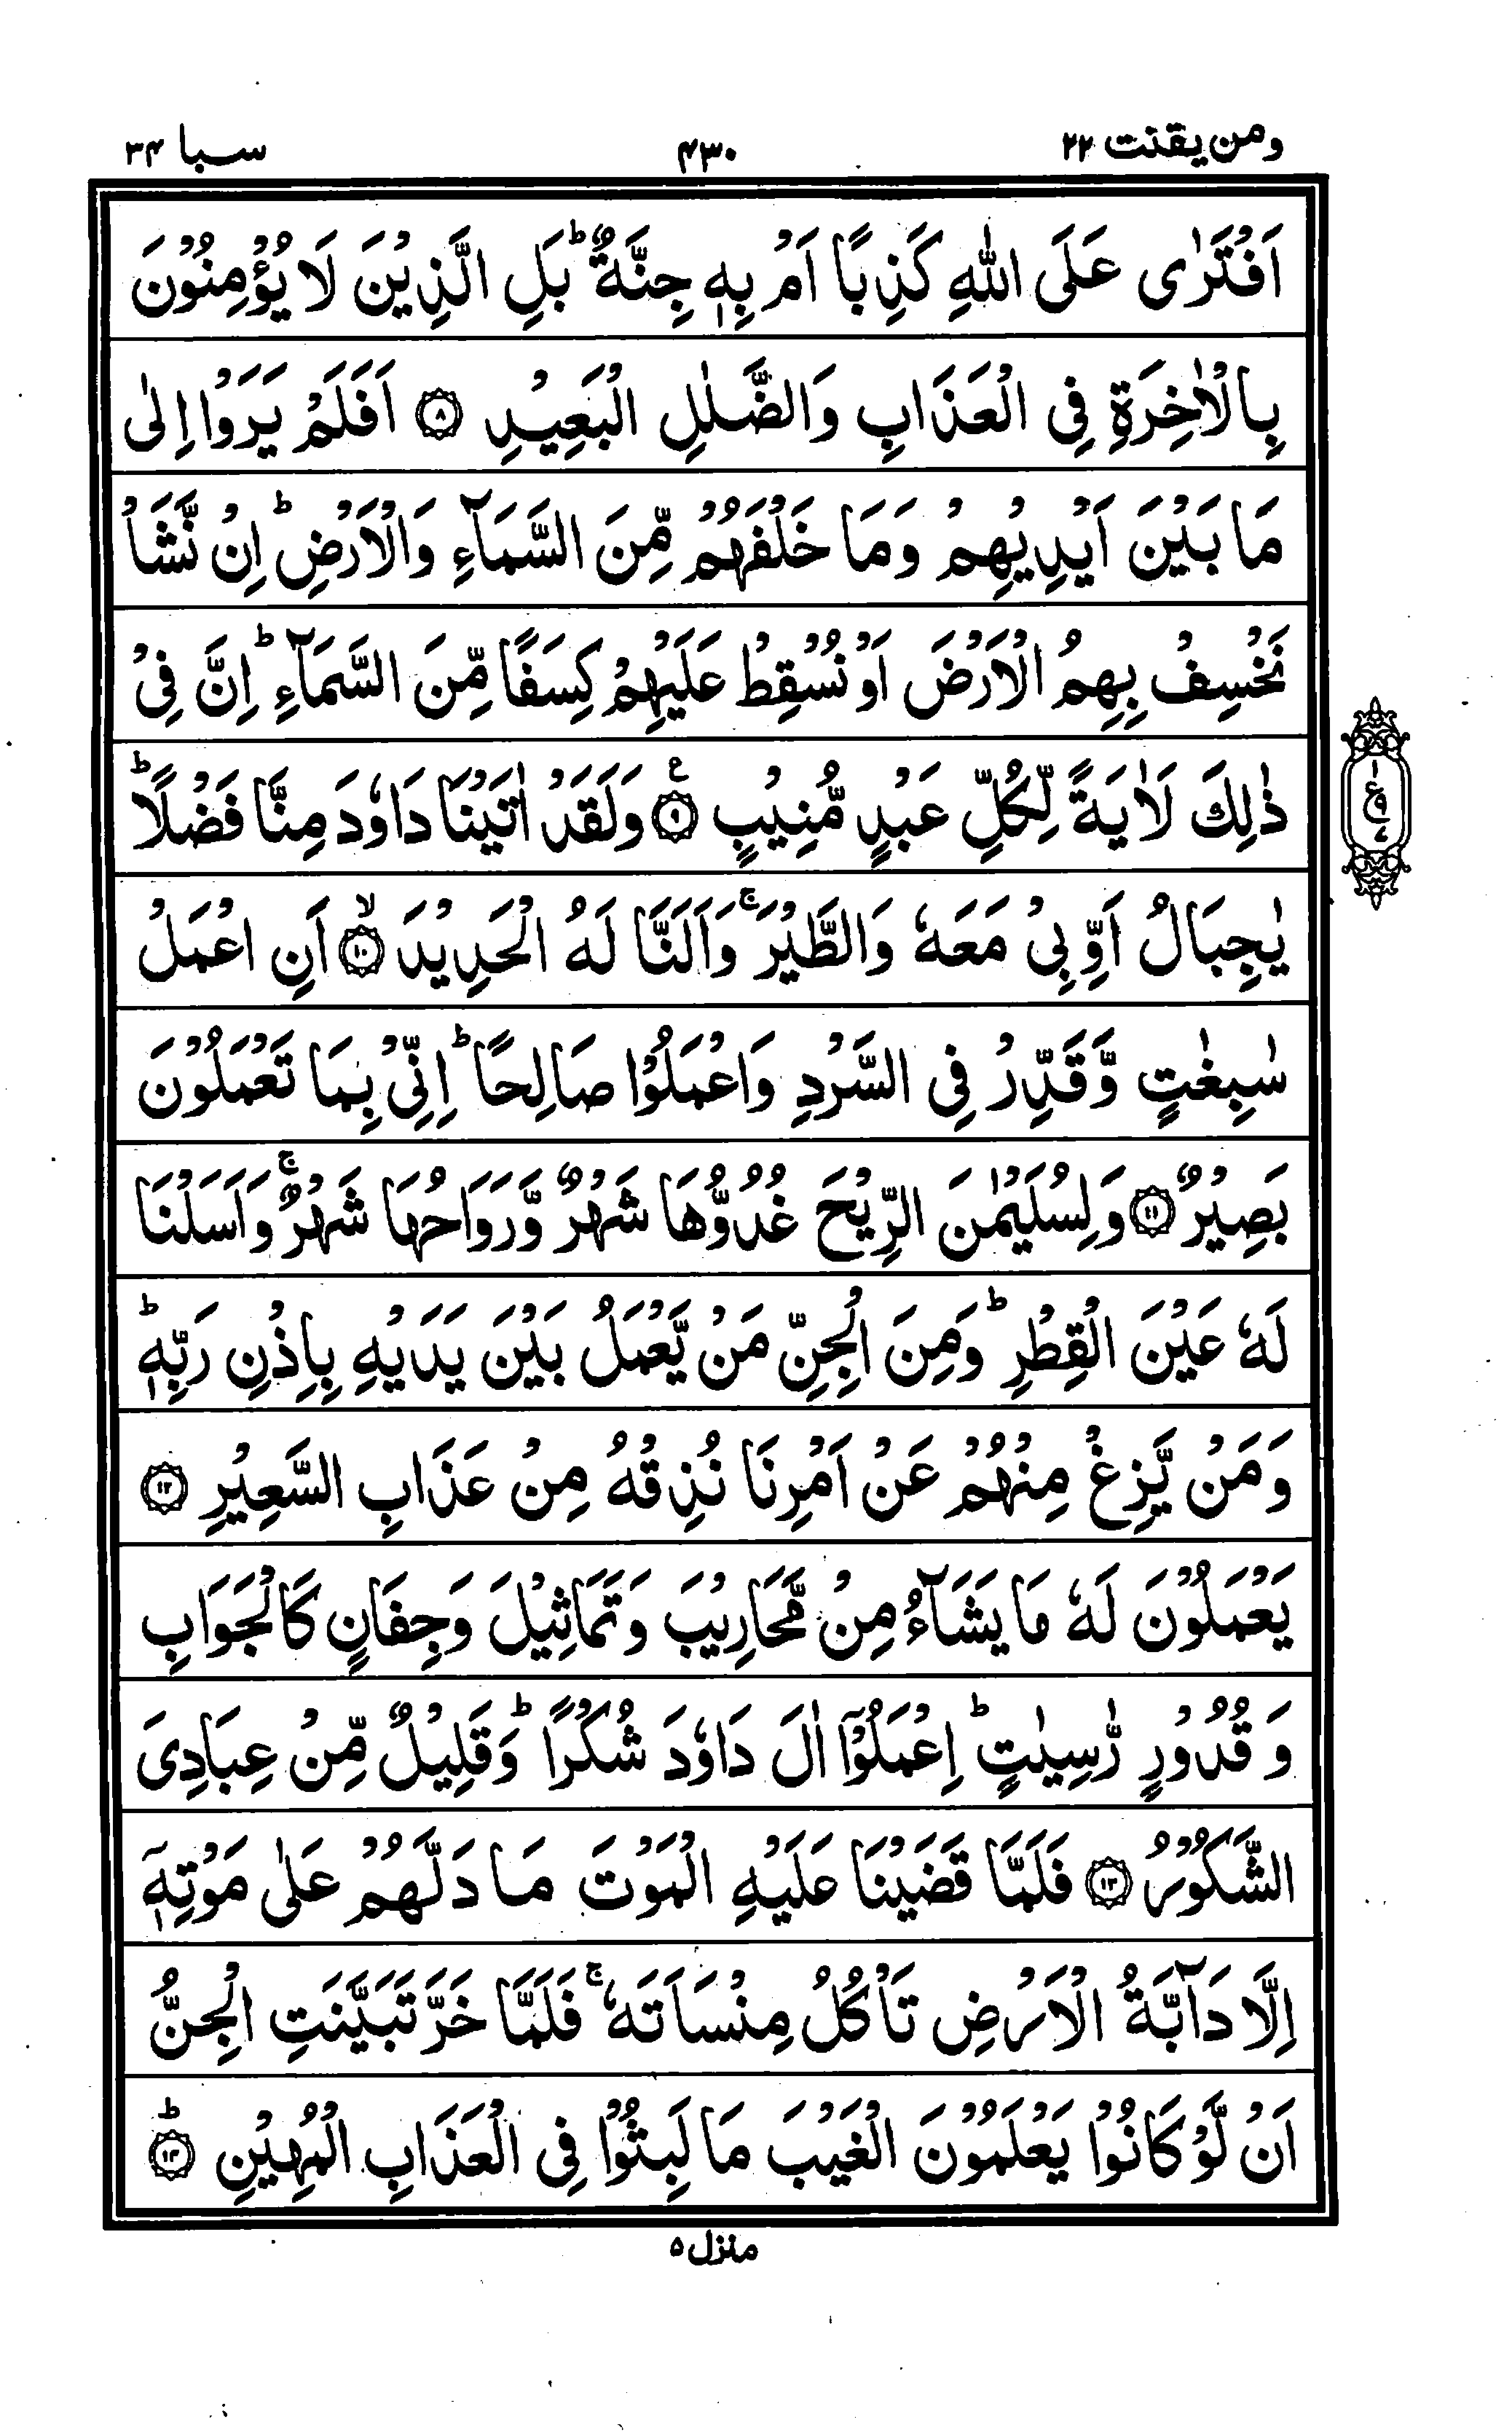 ومن يقنت ٢٢
٤٣٠
سبا ٣٤
اَفْتَرٰى عَلَى اللّٰهِ كَذِبًا اَمْ بِهٖ جِنَّةٌ ؕ بَلِ الَّذِيْنَ لَا يُؤْمِنُوْنَ
بِالْاٰخِرَةِ فِى الْعَذَابِ وَالضَّلٰلِ الْبَعِيْدِ ۝٨ اَفَلَمْ يَرَوْا اِلٰى
مَا بَيْنَ اَيْدِيْهِمْ وَمَا خَلْفَهُمْ مِّنَ السَّمَآءِ وَالْاَرْضِ ؕ اِنْ نَّشَاْ
نَخْسِفْ بِهِمُ الْاَرْضَ اَوْ نُسْقِطْ عَلَيْهِمْ كِسَفًا مِّنَ السَّمَآءِ ؕ اِنَّ فِىْ
ذٰلِكَ لَاٰيَةً لِّكُلِّ عَبْدٍ مُّنِيْبٍ ۝٩ ع وَلَقَدْ اٰتَيْنَا دَاوٗدَ مِنَّا فَضْلًا ؕ
يٰجِبَالُ اَوِّبِىْ مَعَهٗ وَالطَّيْرَ ۚ وَاَلَنَّا لَهُ الْحَدِيْدَ ۝١٠ ۙ اَنِ اعْمَلْ
سٰبِغٰتٍ وَّقَدِّرْ فِى السَّرْدِ وَاعْمَلُوْا صَالِحًا ؕ اِنِّىْ بِمَا تَعْمَلُوْنَ
بَصِيْرٌ ۝١١ وَلِسُلَيْمٰنَ الرِّيْحَ غُدُوُّهَا شَهْرٌ وَّرَوَاحُهَا شَهْرٌ ۚ وَاَسَلْنَا
لَهٗ عَيْنَ الْقِطْرِ ؕ وَمِنَ الْجِنِّ مَنْ يَّعْمَلُ بَيْنَ يَدَيْهِ بِاِذْنِ رَبِّهٖ ؕ
وَمَنْ يَّزِغْ مِنْهُمْ عَنْ اَمْرِنَا نُذِقْهُ مِنْ عَذَابِ السَّعِيْرِ ۝١٢
يَعْمَلُوْنَ لَهٗ مَا يَشَآءُ مِنْ مَّحَارِيْبَ وَتَمَاثِيْلَ وَجِفَانٍ كَالْجَوَابِ
وَقُدُوْرٍ رّٰسِيٰتٍ ؕ اِعْمَلُوْٓا اٰلَ دَاوٗدَ شُكْرًا ؕ وَقَلِيْلٌ مِّنْ عِبَادِىَ
الشَّكُوْرُ ۝١٣ فَلَمَّا قَضَيْنَا عَلَيْهِ الْمَوْتَ مَا دَلَّهُمْ عَلٰى مَوْتِهٖٓ
اِلَّا دَآبَّةُ الْاَرْضِ تَاْكُلُ مِنْسَاَتَهٗ ۚ فَلَمَّا خَرَّ تَبَيَّنَتِ الْجِنُّ
اَنْ لَّوْ كَانُوْا يَعْلَمُوْنَ الْغَيْبَ مَا لَبِثُوْا فِى الْعَذَابِ الْمُهِيْنِ ۝١٤ ؕ
١
ع ٩
٧
منزل ٥